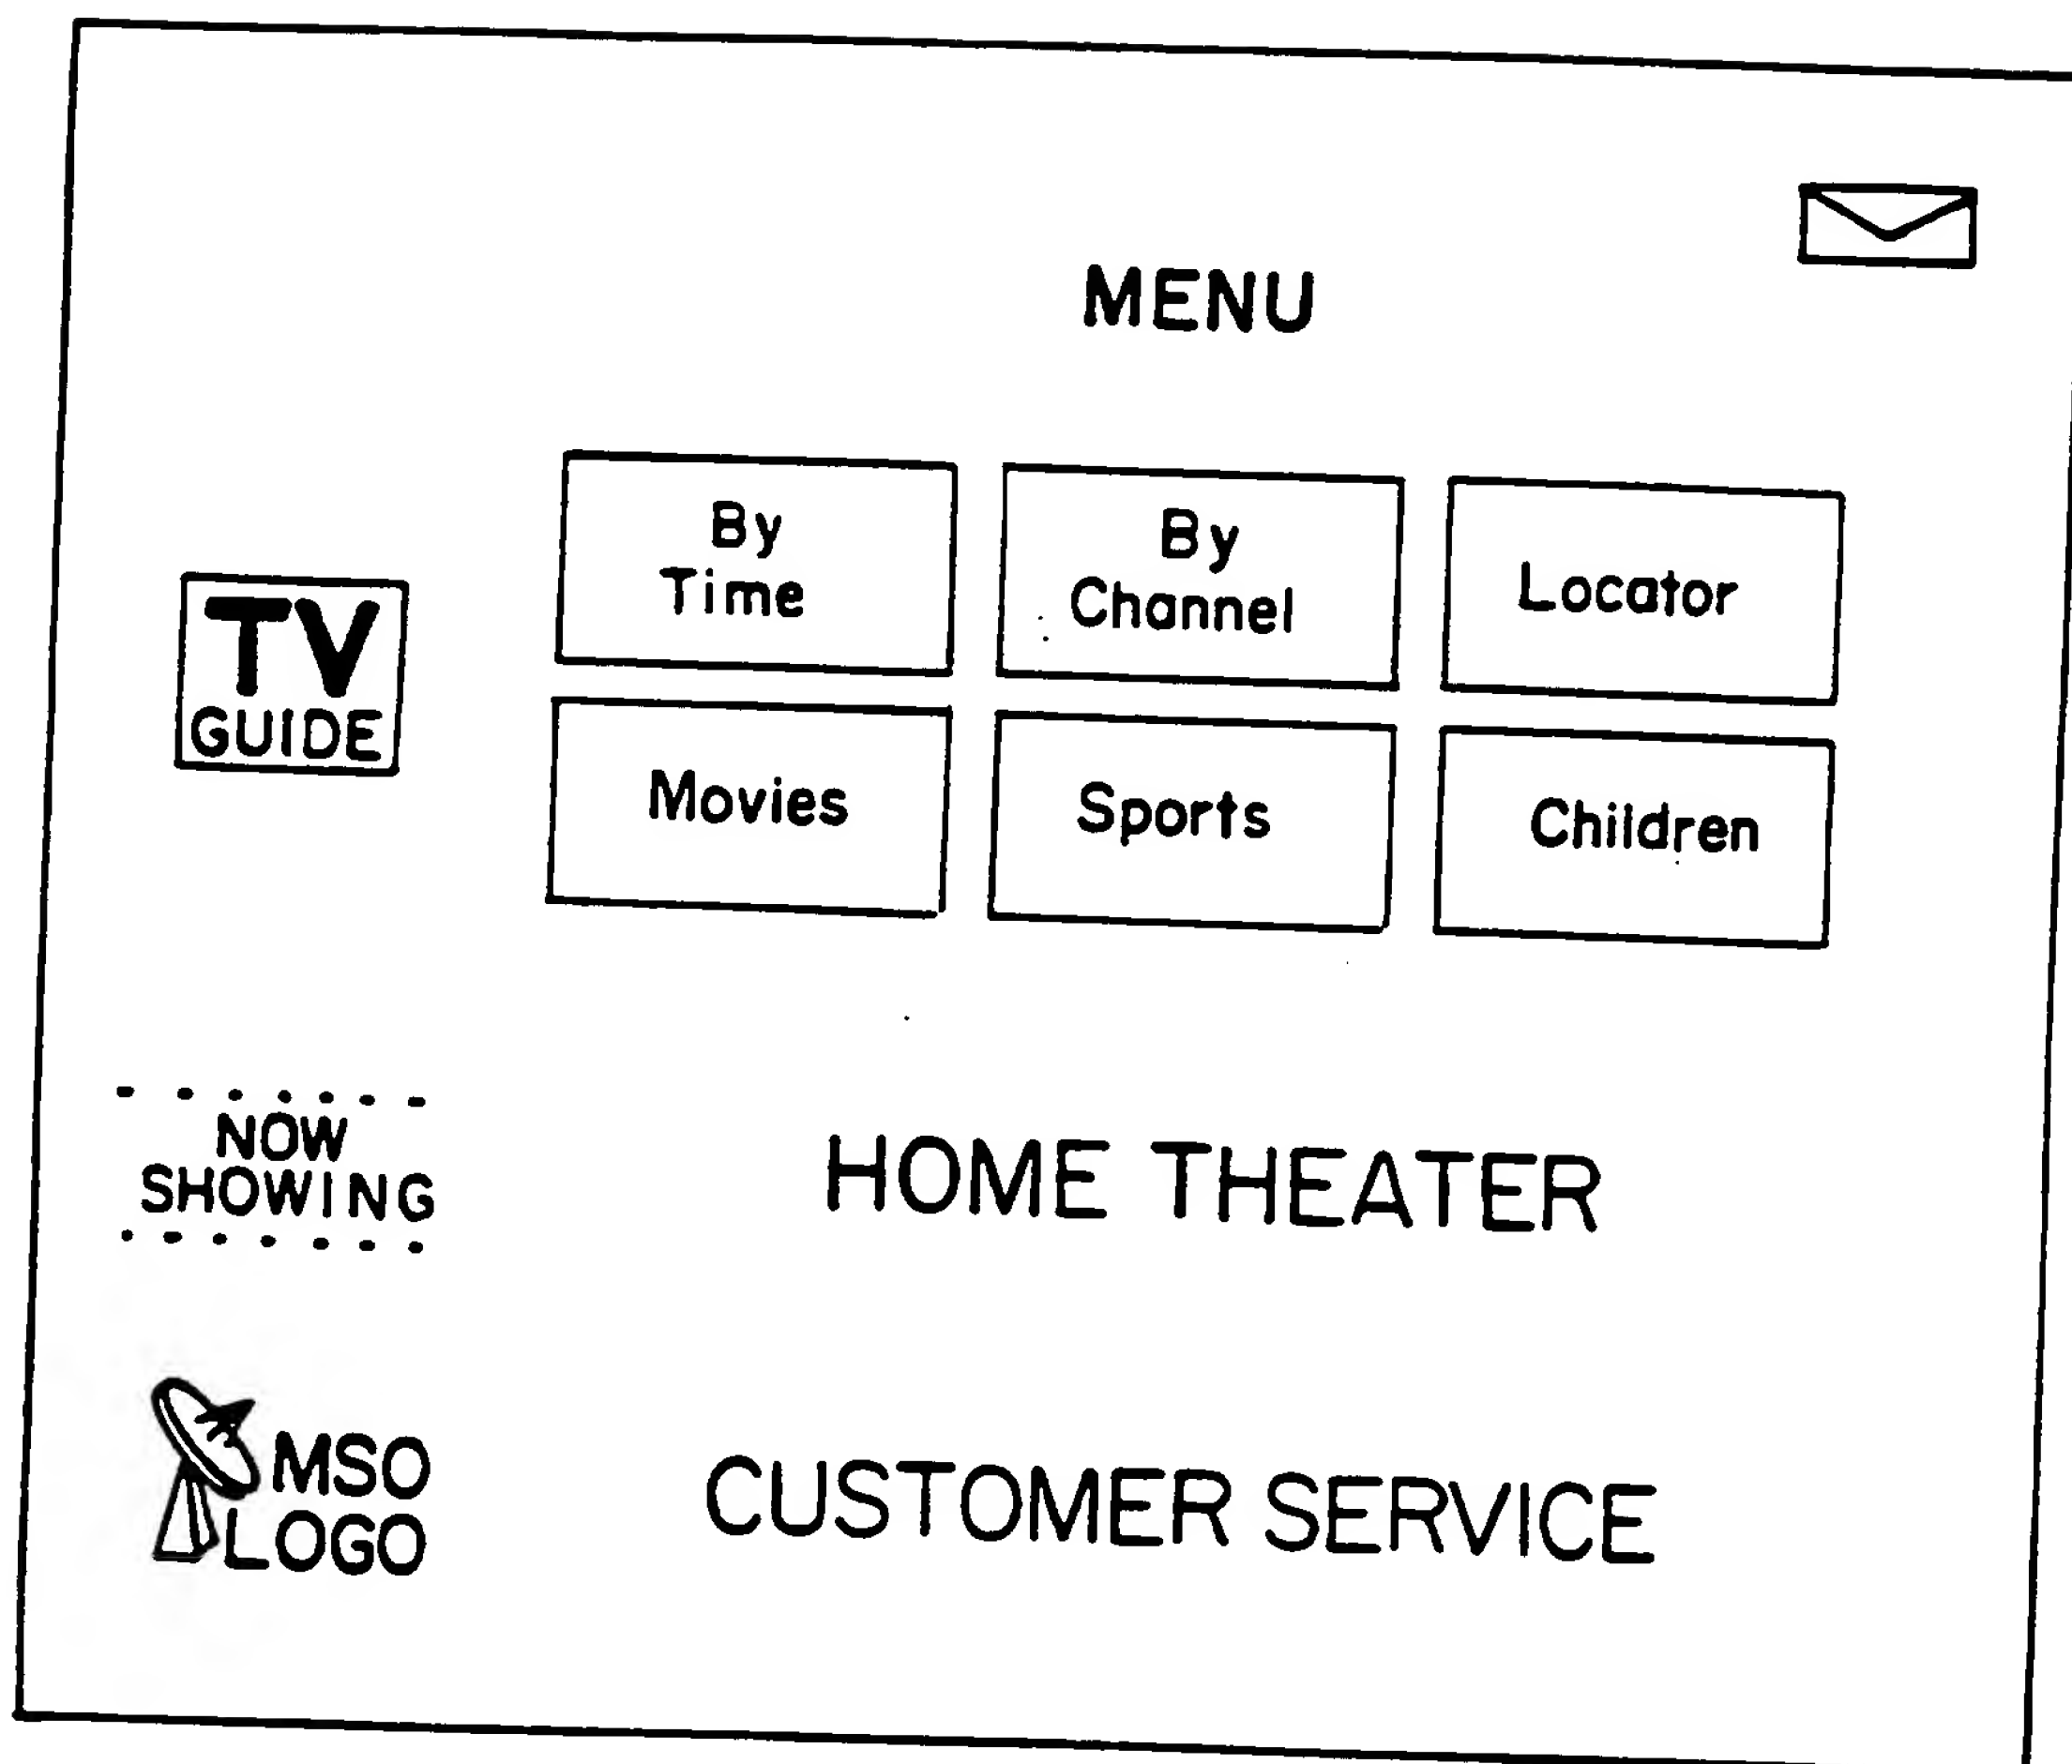 MENU
By
Time
By
Channel
Locator
TV
GUIDE
Movies
Sports
Children
NOW
SHOWING
HOME THEATER
MSO
LOGO
CUSTOMER SERVICE